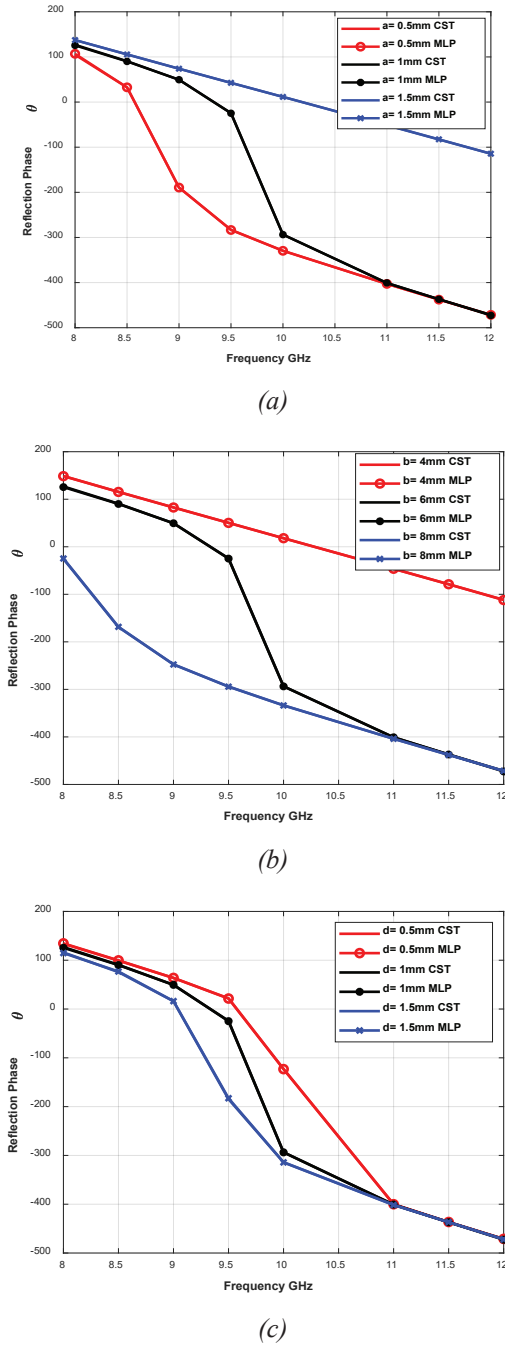 200
100
0
-100
-200
-300
-400
-500
Reflection Phase θ
a= 0.5mm CST
a= 0.5mm MLP
a= 1mm CST
a= 1mm MLP
a= 1.5mm CST
a= 1.5mm MLP
8 8.5 9 9.5 10 10.5 11 11.5 12
Frequency GHz
(a)
200
100
0
-100
-200
-300
-400
-500
Reflection Phase θ
b= 4mm CST
b= 4mm MLP
b= 6mm CST
b= 6mm MLP
b= 8mm CST
b= 8mm MLP
8 8.5 9 9.5 10 10.5 11 11.5 12
Frequency GHz
(b)
200
100
0
-100
-200
-300
-400
-500
Reflection Phase θ
d= 0.5mm CST
d= 0.5mm MLP
d= 1mm CST
d= 1mm MLP
d= 1.5mm CST
d= 1.5mm MLP
8 8.5 9 9.5 10 10.5 11 11.5 12
Frequency GHz
(c)